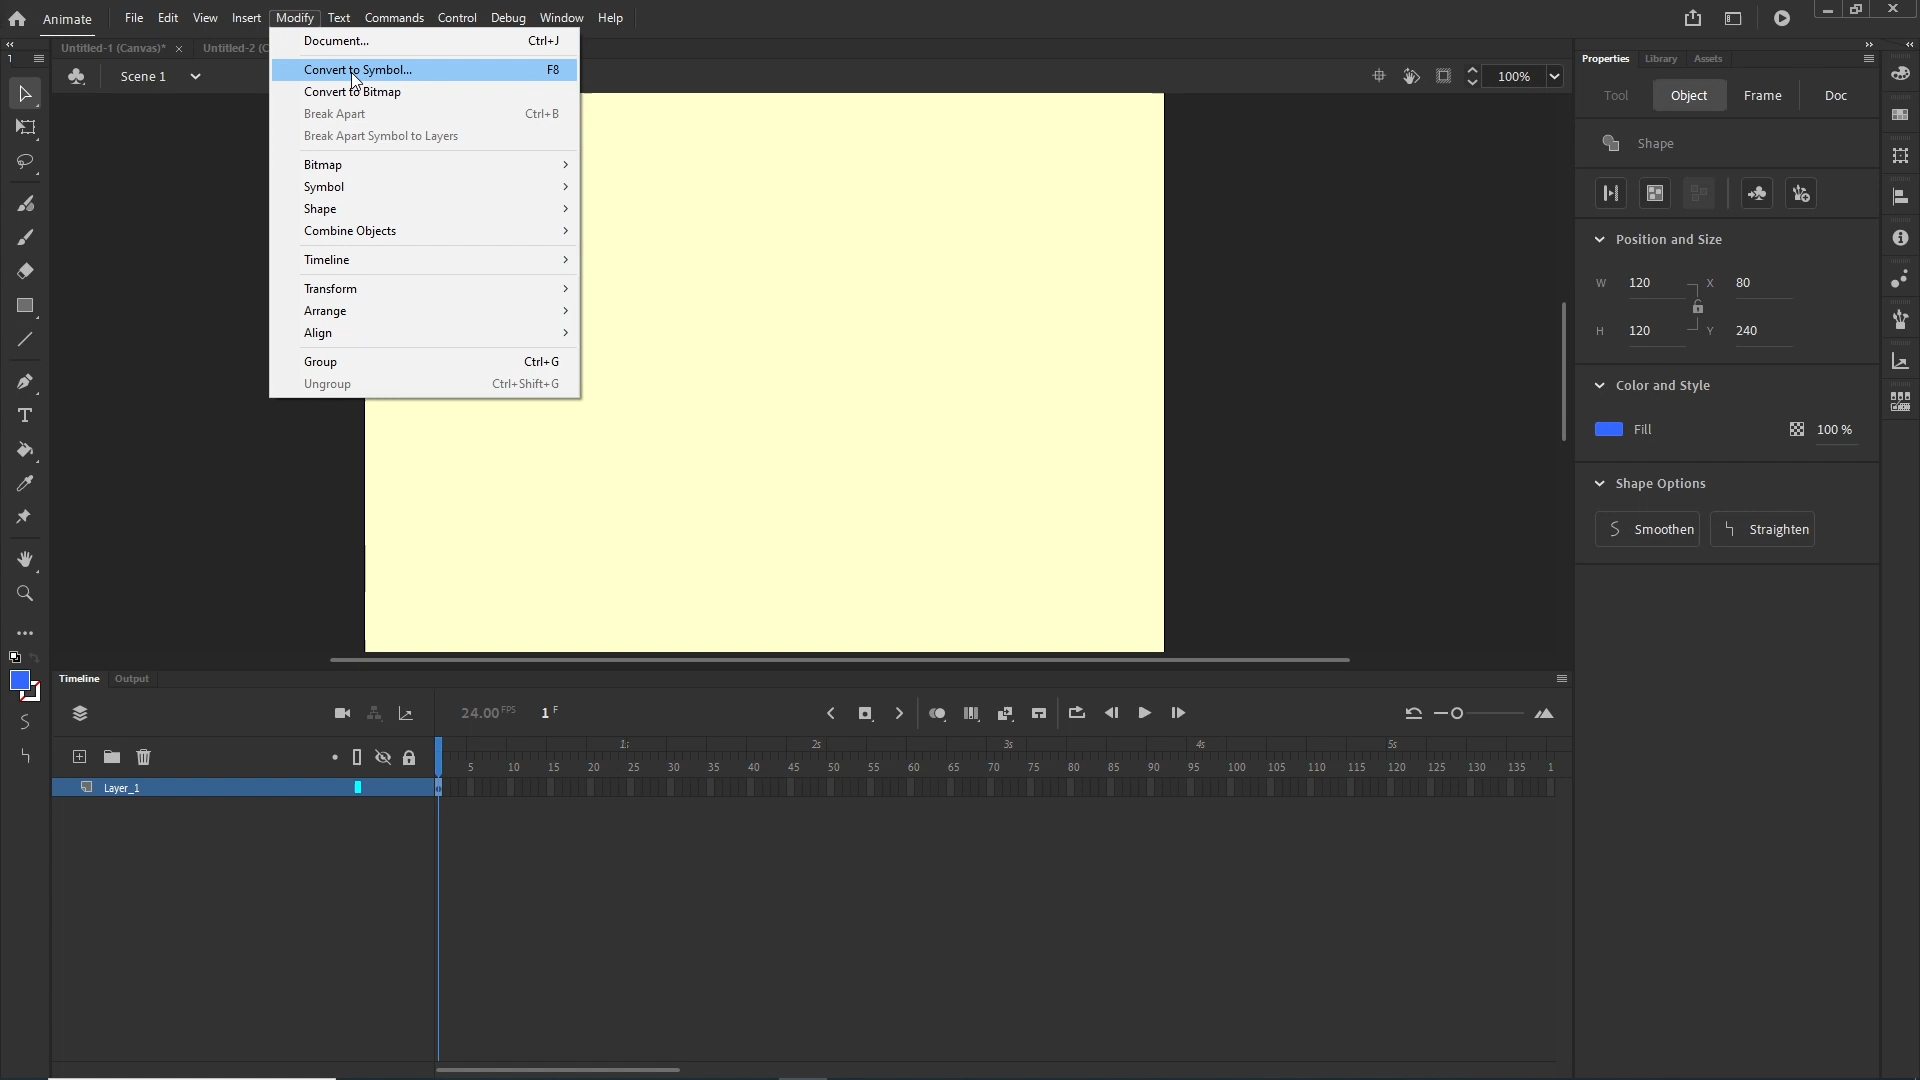 Animate File Edit View Insert Modify Text Commands Control Debug Window Help
Untitled-1 (Canvas)* × Untitled-2 (C
Scene 1
100%
Document... Ctrl+J
Convert to Symbol... F8
Convert to Bitmap
Break Apart Ctrl+B
Break Apart Symbol to Layers
Bitmap
Symbol
Shape
Combine Objects
Timeline
Transform
Arrange
Align
Group Ctrl+G
Ungroup Ctrl+Shift+G
Properties Library Assets
Tool Object Frame Doc
Shape
Position and Size
W 120 X 80
H 120 Y 240
Color and Style
Fill 100 %
Shape Options
Smoothen Straighten
Timeline Output
24.00 FPS 1 F
1s 2s 3s 4s 5s
5 10 15 20 25 30 35 40 45 50 55 60 65 70 75 80 85 90 95 100 105 110 115 120 125 130 135 1
Layer_1